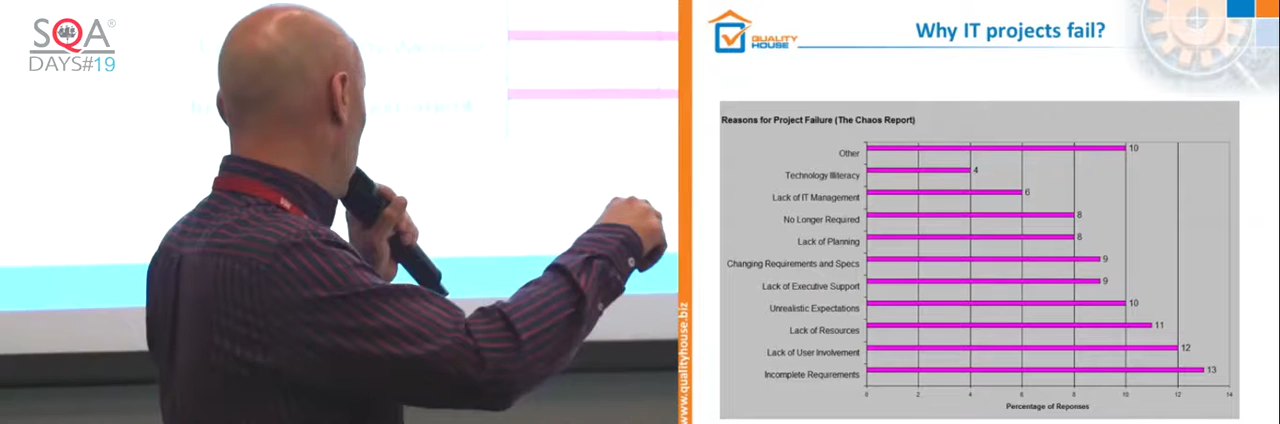 SQA®
DAYS#19
QUALITY
HOUSE
Why IT projects fail?
www.qualityhouse.biz
Reasons for Project Failure (The Chaos Report)
Other 10
Technology Illiteracy 4
Lack of IT Management 6
No Longer Required 8
Lack of Planning 8
Changing Requirements and Specs 9
Lack of Executive Support 9
Unrealistic Expectations 10
Lack of Resources 11
Lack of User Involvement 12
Incomplete Requirements 13
0 2 4 6 8 10 12 14
Percentage of Reponses